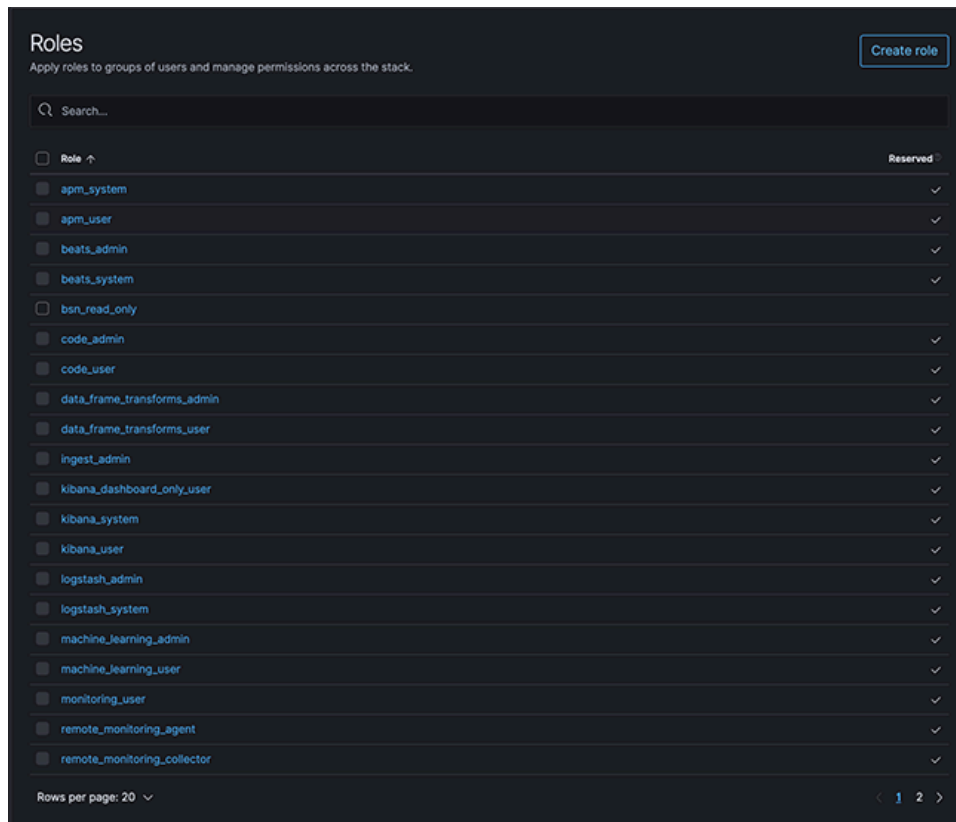 Roles
Create role
Apply roles to groups of users and manage permissions across the stack.
Search...
Role Reserved
apm_system
apm_user
beats_admin
beats_system
bsn_read_only
code_admin
code_user
data_frame_transforms_admin
data_frame_transforms_user
ingest_admin
kibana_dashboard_only_user
kibana_system
kibana_user
logstash_admin
logstash_system
machine_learning_admin
machine_learning_user
monitoring_user
remote_monitoring_agent
remote_monitoring_collector
Rows per page: 20 1 2